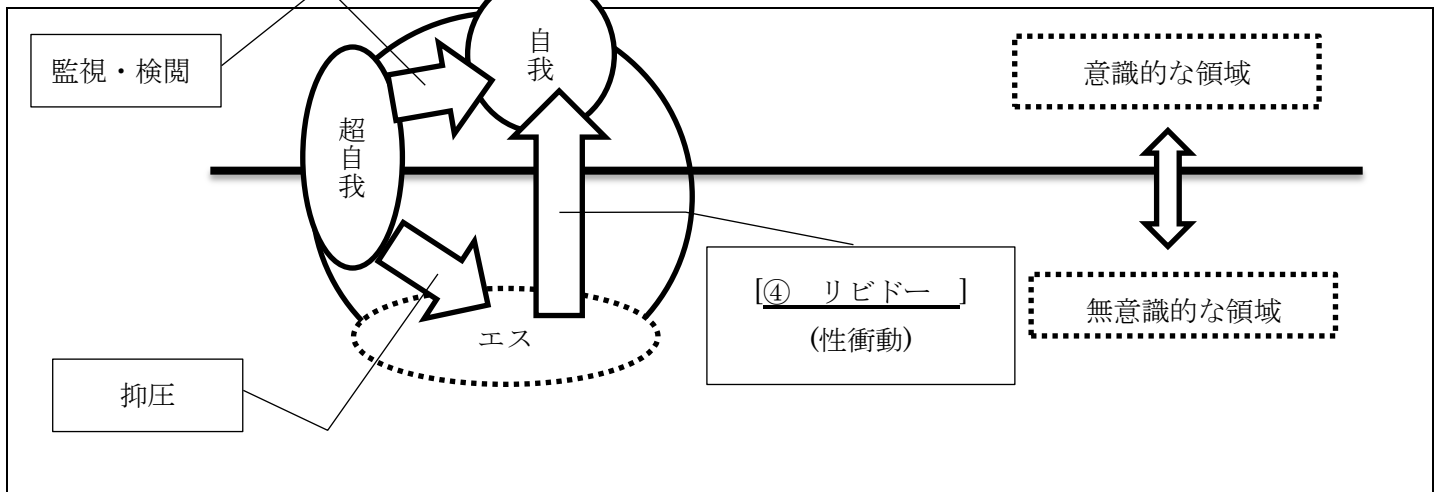 監視・検閲
自我
意識的な領域
超自我
[④　リビドー　]
(性衝動)
無意識的な領域
エス
抑圧